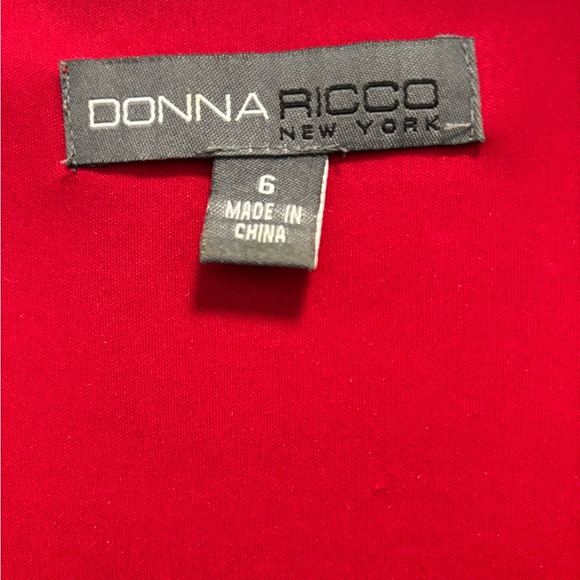 DONNA RICCO
NEW YORK
6
MADE IN
CHINA